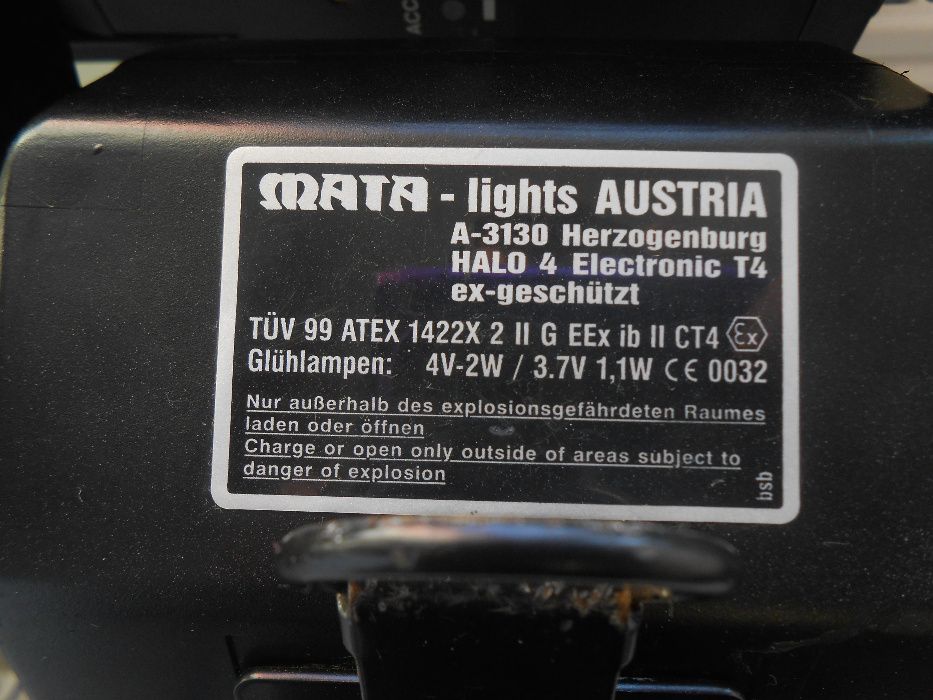 ACC
MATA - lights AUSTRIA
A-3130 Herzogenburg
HALO 4 Electronic T4
ex-geschützt
TÜV 99 ATEX 1422X 2 II G EEx ib II CT4 Ex
Glühlampen: 4V-2W / 3.7V 1,1W CE 0032
Nur außerhalb des explosionsgefährdeten Raumes
laden oder öffnen
Charge or open only outside of areas subject to
danger of explosion
bsb